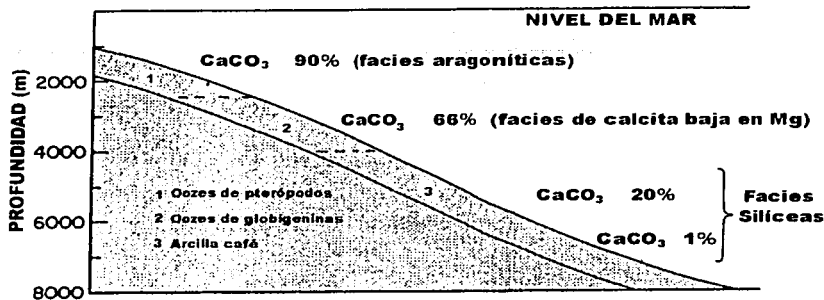 NIVEL DEL MAR
CaCO₃ 90% (facies aragoníticas)
CaCO₃ 66% (facies de calcita baja en Mg)
CaCO₃ 20%
CaCO₃ 1%
Facies
Silíceas
PROFUNDIDAD (m)
2000
4000
6000
8000
1
2
3
1 Oozes de pterópodos
2 Oozes de globigeninas
3 Arcilla café